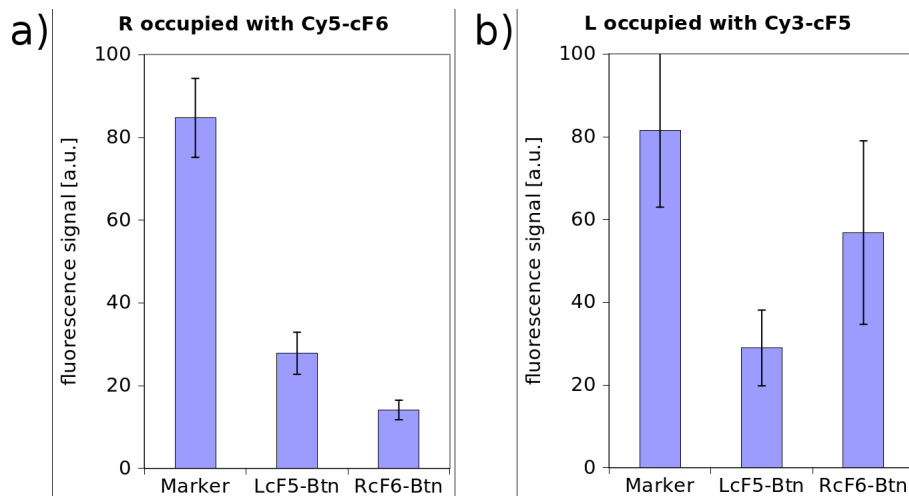 a)
R occupied with Cy5-cF6
fluorescence signal [a.u.]
100
80
60
40
20
0
Marker LcF5-Btn RcF6-Btn
b)
L occupied with Cy3-cF5
fluorescence signal [a.u.]
100
80
60
40
20
0
Marker LcF5-Btn RcF6-Btn